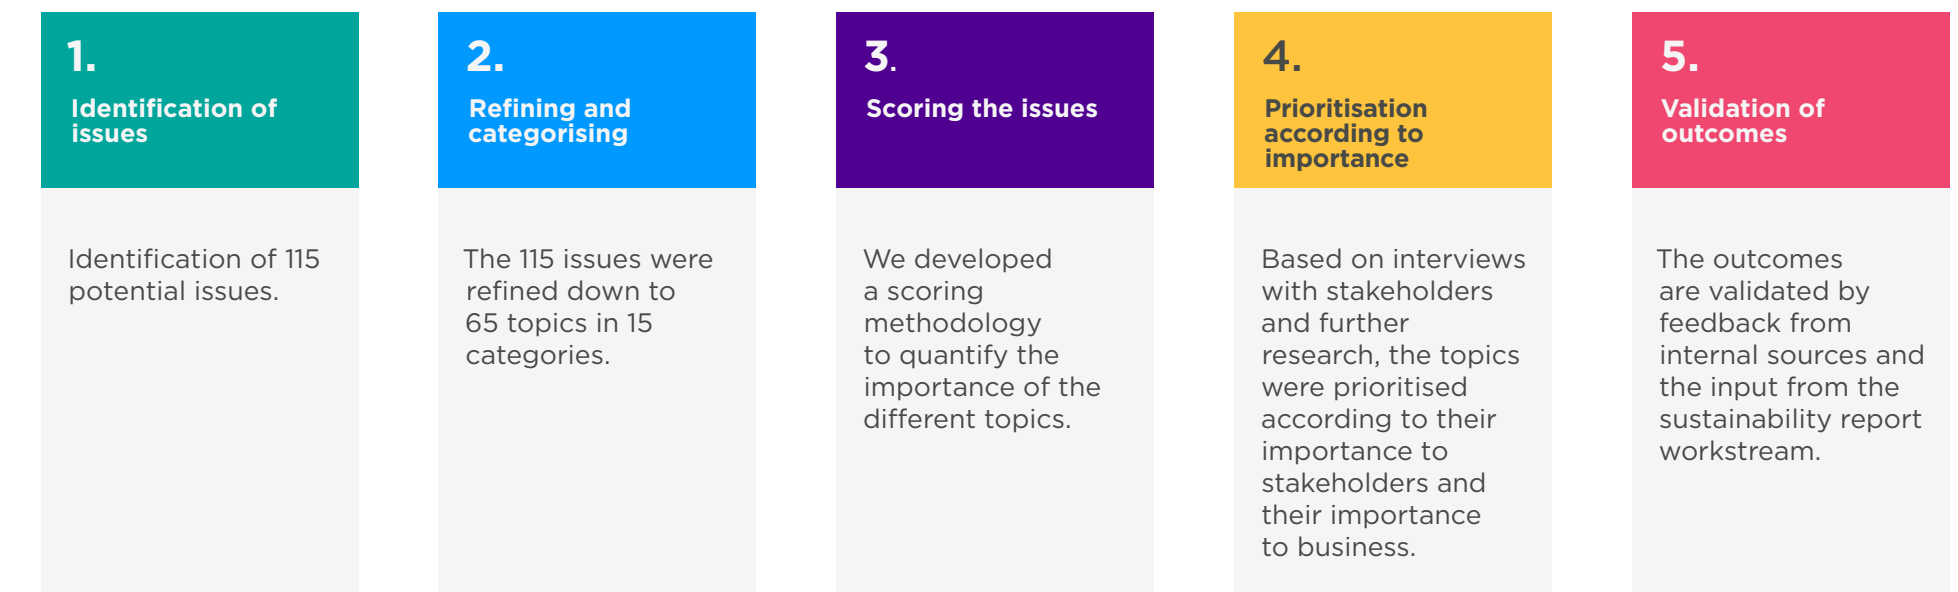 1.
Identification of
issues
Identification of 115
potential issues.
2.
Refining and
categorising
The 115 issues were
refined down to
65 topics in 15
categories.
3.
Scoring the issues
We developed
a scoring
methodology
to quantify the
importance of the
different topics.
4.
Prioritisation
according to
importance
Based on interviews
with stakeholders
and further
research, the topics
were prioritised
according to their
importance to
stakeholders and
their importance
to business.
5.
Validation of
outcomes
The outcomes
are validated by
feedback from
internal sources and
the input from the
sustainability report
workstream.